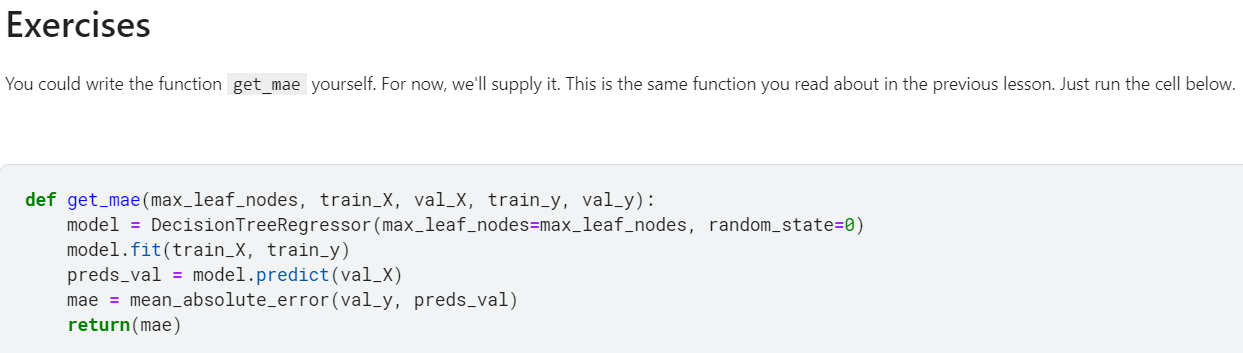 Exercises
You could write the function get_mae yourself. For now, we'll supply it. This is the same function you read about in the previous lesson. Just run the cell below.
def get_mae(max_leaf_nodes, train_X, val_X, train_y, val_y):
    model = DecisionTreeRegressor(max_leaf_nodes=max_leaf_nodes, random_state=0)
    model.fit(train_X, train_y)
    preds_val = model.predict(val_X)
    mae = mean_absolute_error(val_y, preds_val)
    return(mae)